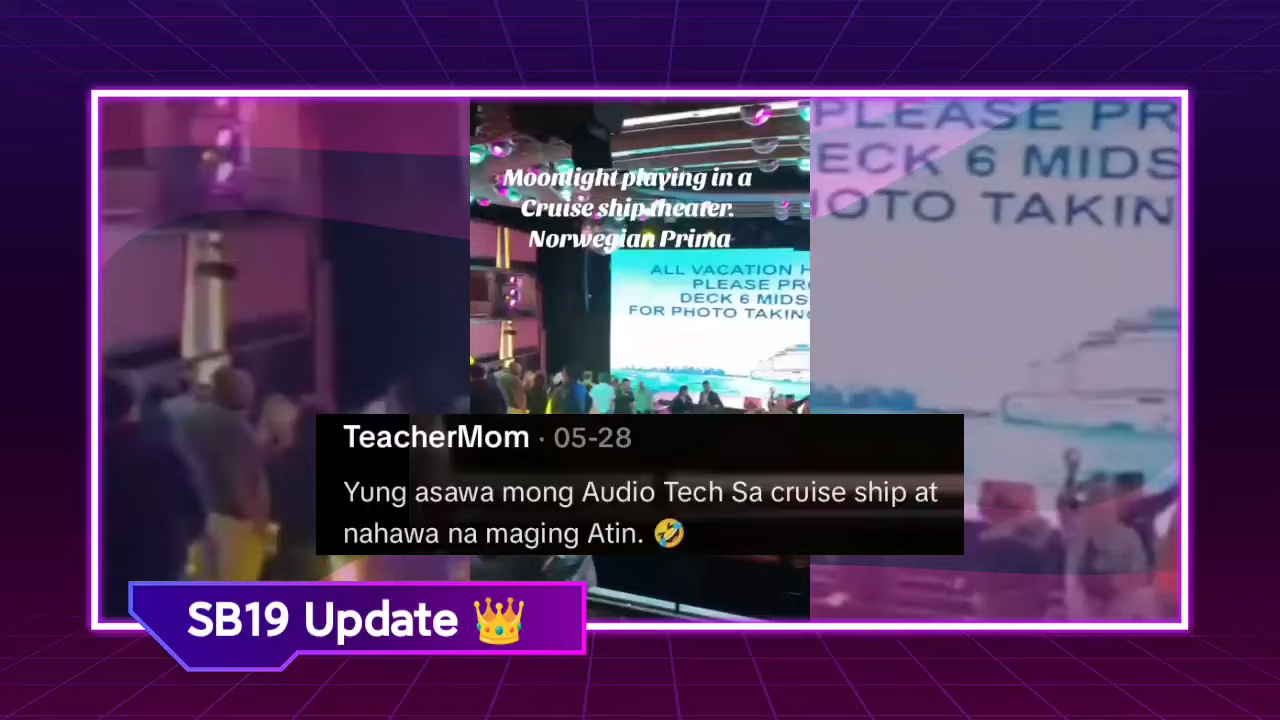 PLEASE PR
ECK 6 MIDS
HOTO TAKIN
Moonlight playing in a
Cruise ship theater.
Norwegian Prima
ALL VACATION H
PLEASE PRO
DECK 6 MIDS
FOR PHOTO TAKING
TeacherMom · 05-28
Yung asawa mong Audio Tech Sa cruise ship at
nahawa na maging Atin. 🤣
SB19 Update 👑